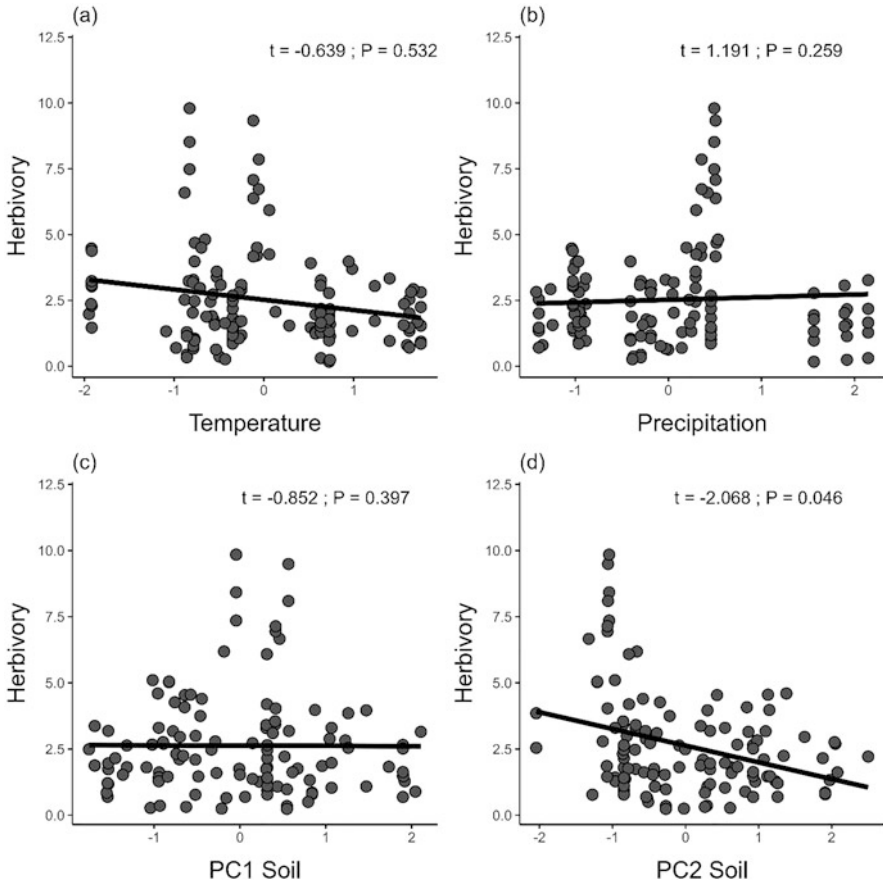 (a)
t = -0.639 ; P = 0.532
12.5
10.0
7.5
5.0
2.5
0.0
Herbivory
-2 -1 0 1
Temperature
(b)
t = 1.191 ; P = 0.259
12.5
10.0
7.5
5.0
2.5
0.0
Herbivory
-1 0 1 2
Precipitation
(c)
t = -0.852 ; P = 0.397
12.5
10.0
7.5
5.0
2.5
0.0
Herbivory
-1 0 1 2
PC1 Soil
(d)
t = -2.068 ; P = 0.046
12.5
10.0
7.5
5.0
2.5
0.0
Herbivory
-2 -1 0 1 2
PC2 Soil